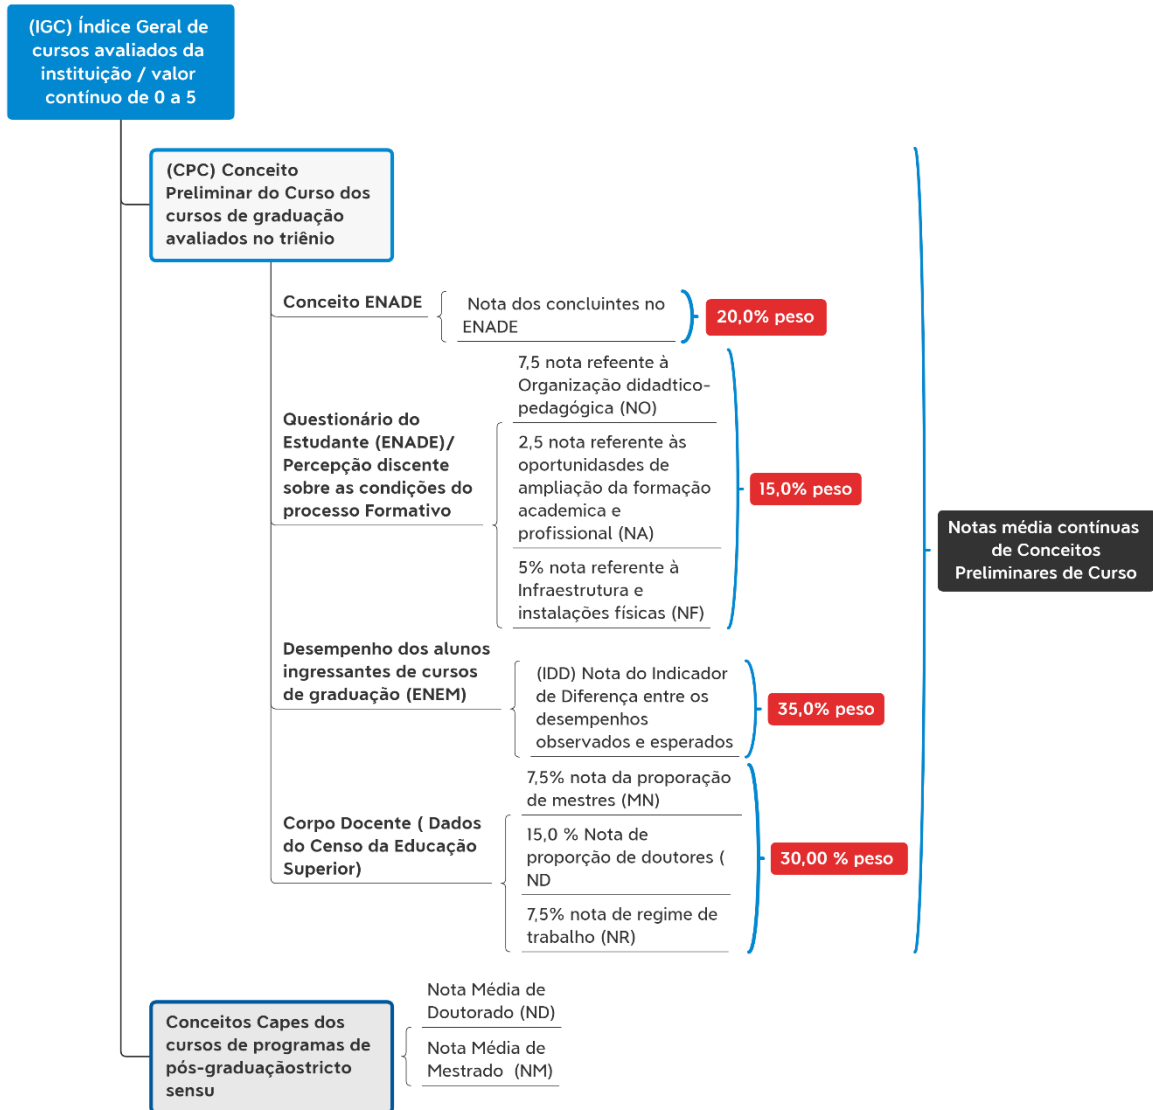 (IGC) Índice Geral de
cursos avaliados da
instituição / valor
contínuo de 0 a 5
(CPC) Conceito
Preliminar do Curso dos
cursos de graduação
avaliados no triênio
Conceito ENADE
Nota dos concluintes no
ENADE
20,0% peso
Questionário do
Estudante (ENADE)/
Percepção discente
sobre as condições do
processo Formativo
7,5 nota refeente à
Organização didadtico-
pedagógica (NO)
2,5 nota referente às
oportunidasdes de
ampliação da formação
academica e
profissional (NA)
5% nota referente à
Infraestrutura e
instalações físicas (NF)
15,0% peso
Desempenho dos alunos
ingressantes de cursos
de graduação (ENEM)
(IDD) Nota do Indicador
de Diferença entre os
desempenhos
observados e esperados
35,0% peso
Corpo Docente ( Dados
do Censo da Educação
Superior)
7,5% nota da proporação
de mestres (MN)
15,0 % Nota de
proporção de doutores (
ND
7,5% nota de regime de
trabalho (NR)
30,00 % peso
Notas média contínuas
de Conceitos
Preliminares de Curso
Conceitos Capes dos
cursos de programas de
pós-graduaçãostricto
sensu
Nota Média de
Doutorado (ND)
Nota Média de
Mestrado (NM)